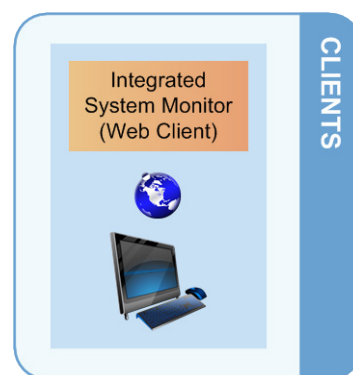 Integrated
System Monitor
(Web Client)
CLIENTS